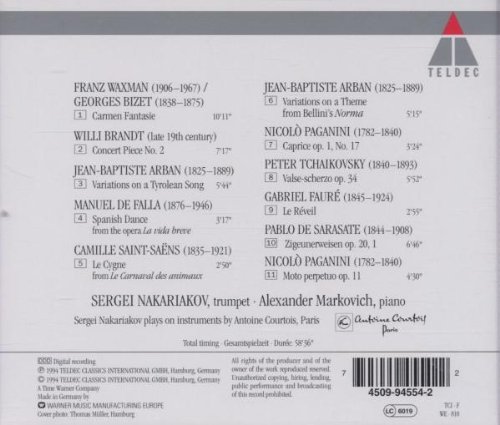 TELDEC
FRANZ WAXMAN (1906–1967) /
GEORGES BIZET (1838–1875)
1 Carmen Fantasie 10'11"
WILLI BRANDT (late 19th century)
2 Concert Piece No. 2 7'17"
JEAN-BAPTISTE ARBAN (1825–1889)
3 Variations on a Tyrolean Song 5'44"
MANUEL DE FALLA (1876–1946)
4 Spanish Dance 3'17"
from the opera La vida breve
CAMILLE SAINT-SAËNS (1835–1921)
5 Le Cygne 2'50"
from Le Carnaval des animaux
JEAN-BAPTISTE ARBAN (1825–1889)
6 Variations on a Theme
from Bellini's Norma 5'15"
NICOLÒ PAGANINI (1782–1840)
7 Caprice op. 1, No. 17 3'24"
PETER TCHAIKOVSKY (1840–1893)
8 Valse-scherzo op. 34 5'52"
GABRIEL FAURÉ (1845–1924)
9 Le Réveil 2'55"
PABLO DE SARASATE (1844–1908)
10 Zigeunerweisen op. 20, 1 6'46"
NICOLÒ PAGANINI (1782–1840)
11 Moto perpetuo op. 11 4'30"
SERGEI NAKARIAKOV, trumpet · Alexander Markovich, piano
Sergei Nakariakov plays on instruments by Antoine Courtois, Paris
Antoine Courtois
Paris
Total timing · Gesamtspielzeit · Durée: 58'36"
DDD Digital recording
℗ 1994 TELDEC CLASSICS INTERNATIONAL GMBH, Hamburg, Germany
© 1994 TELDEC CLASSICS INTERNATIONAL GMBH, Hamburg, Germany
A Time Warner Company
WARNER MUSIC MANUFACTURING EUROPE
Cover photo: Thomas Müller, Hamburg
All rights of the producer and of the owner
of the work reproduced reserved.
Unauthorized copying, hiring, lending,
public performance and broadcasting of
this record prohibited.
7 2
4509-94554-2
LC 6019
TCI-F
WE 810